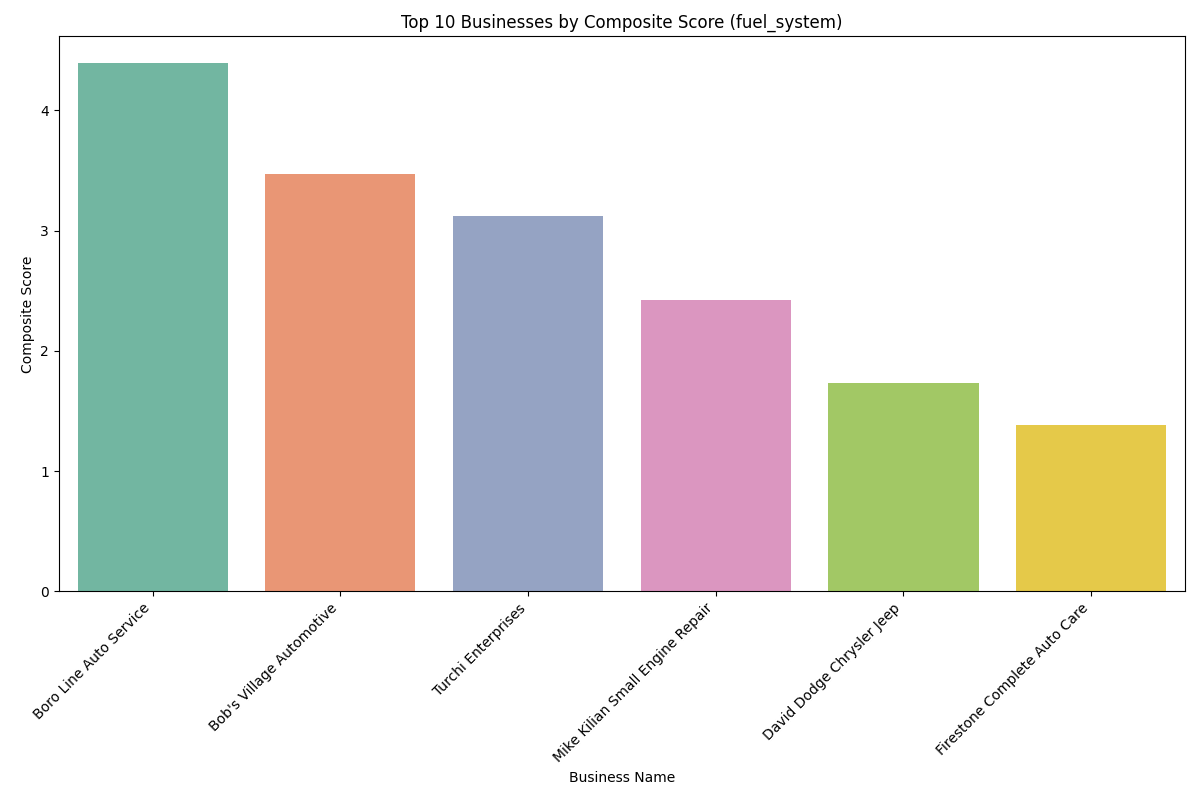 Top 10 Businesses by Composite Score (fuel_system)
Composite Score
4
3
2
1
0
Boro Line Auto Service
Bob's Village Automotive
Turchi Enterprises
Mike Kilian Small Engine Repair
David Dodge Chrysler Jeep
Firestone Complete Auto Care
Business Name